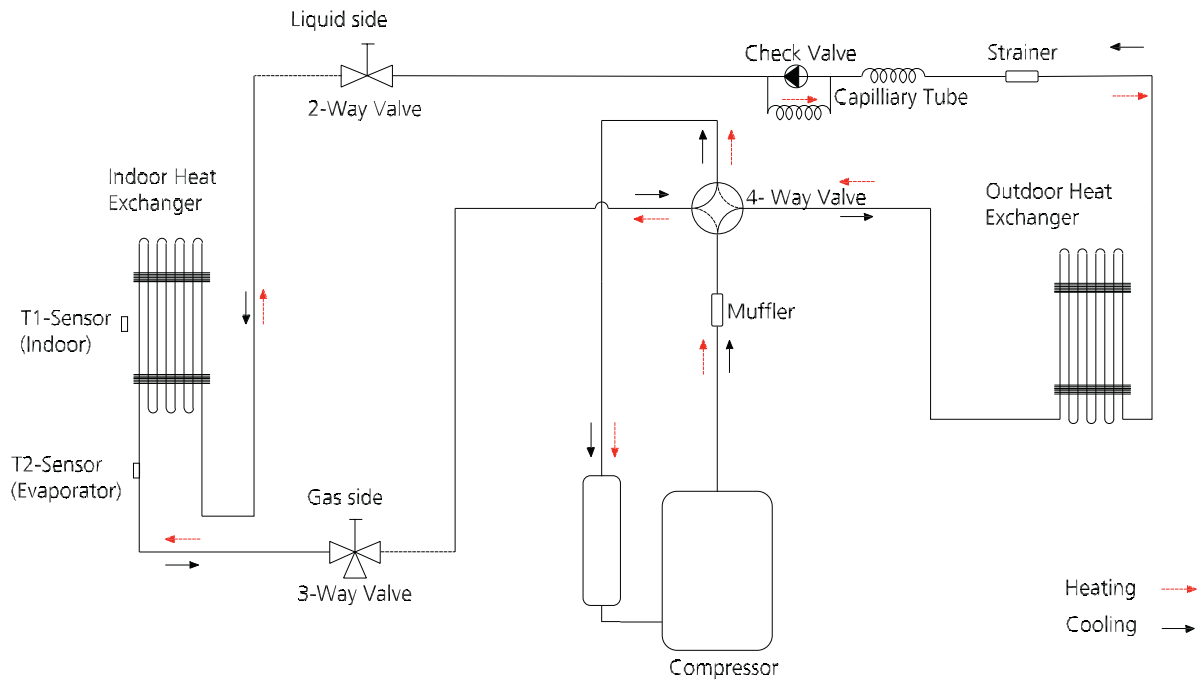 Liquid side
2-Way Valve
Check Valve
Strainer
Capilliary Tube
Indoor Heat
Exchanger
4- Way Valve
Outdoor Heat
Exchanger
T1-Sensor
(Indoor)
Muffler
T2-Sensor
(Evaporator)
Gas side
3-Way Valve
Compressor
Heating
Cooling